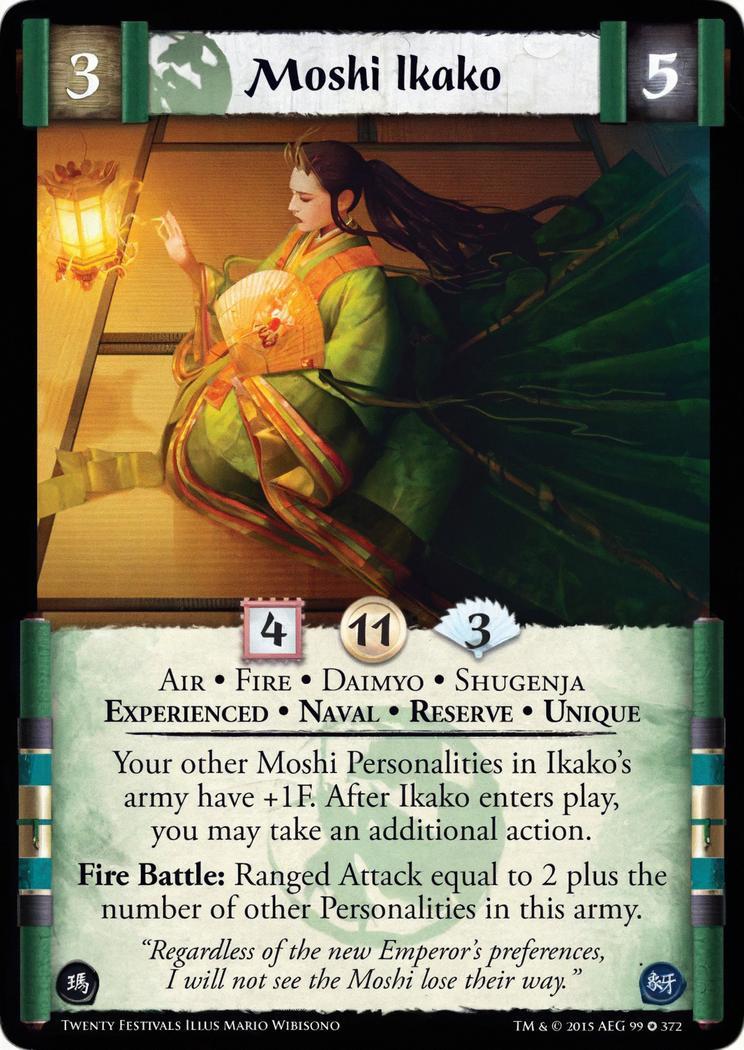 3 Moshi Ikako 5
4 11 3
Air • Fire • Daimyo • Shugenja
Experienced • Naval • Reserve • Unique
Your other Moshi Personalities in Ikako's
army have +1F. After Ikako enters play,
you may take an additional action.
Fire Battle: Ranged Attack equal to 2 plus the
number of other Personalities in this army.
"Regardless of the new Emperor's preferences,
I will not see the Moshi lose their way."
瑪
Twenty Festivals Illus Mario Wibisono TM & © 2015 AEG 99 ✪ 372